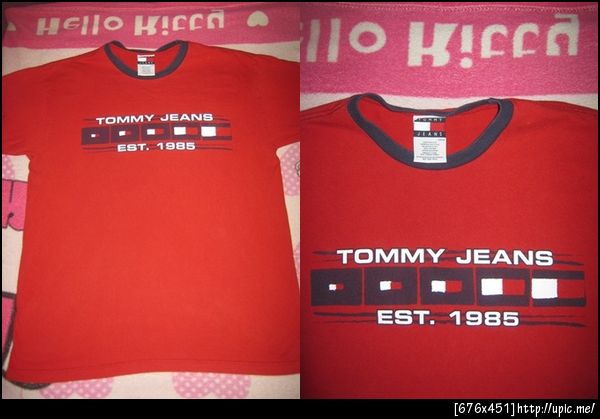 Hello Kitty
TOMMY JEANS
EST. 1985
Hello Kitty
TOMMY
JEANS
TOMMY JEANS
EST. 1985
[676x451]http://upic.me/